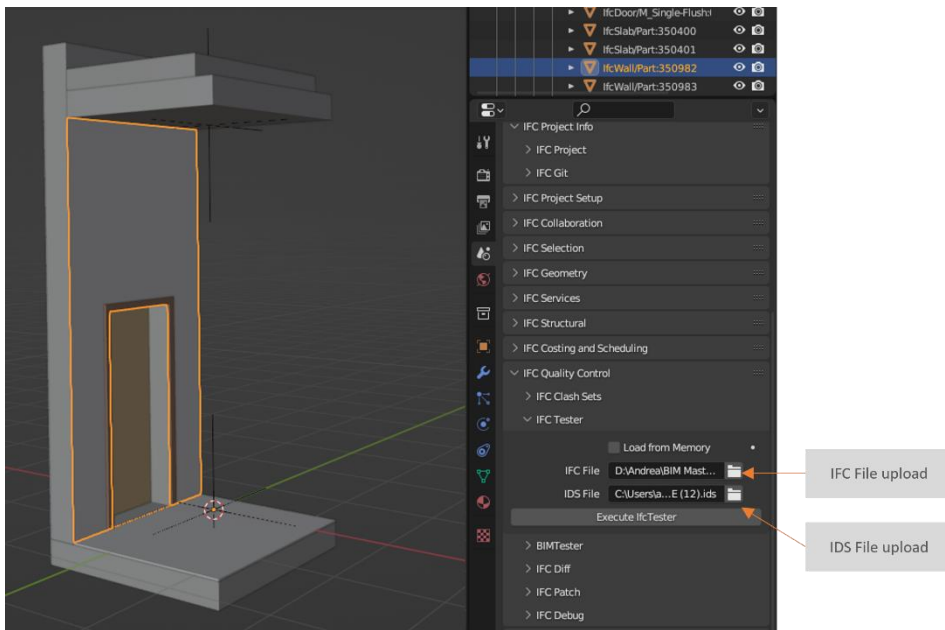 IfcDoor/M_Single-Flush:
IfcSlab/Part:350400
IfcSlab/Part:350401
IfcWall/Part:350982
IfcWall/Part:350983
IFC Project Info
IFC Project
IFC Git
IFC Project Setup
IFC Collaboration
IFC Selection
IFC Geometry
IFC Services
IFC Structural
IFC Costing and Scheduling
IFC Quality Control
IFC Clash Sets
IFC Tester
Load from Memory
IFC File D:\Andrea\BIM Mast...
IFC File upload
IDS File C:\Users\a...E (12).ids
Execute IfcTester
IDS File upload
BIMTester
IFC Diff
IFC Patch
IFC Debug